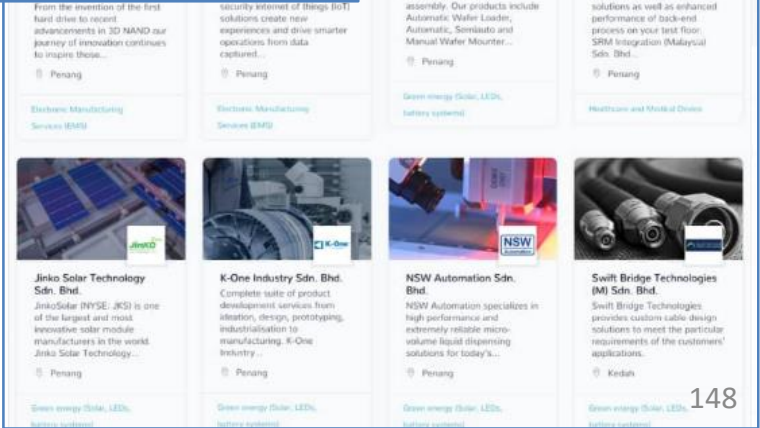 From the invention of the first
hard drive to recent
advancements in 3D NAND our
journey of innovation continues
to inspire those...
Penang
Electronic Manufacturing
Services (EMS)
security internet of things (IoT)
solutions create new
experiences and drive smarter
operations from data
captured...
Penang
Electronic Manufacturing
Services (EMS)
assembly. Our products include
Automatic Wafer Loader,
Automatic, Semiauto and
Manual Wafer Mounter...
Penang
Green energy (Solar, LEDs,
battery systems)
solutions as well as enhanced
performance of back-end
process on your test floor.
SRM Integration (Malaysia)
Sdn. Bhd...
Penang
Healthcare and Medical Device
JinKO
Jinko Solar Technology
Sdn. Bhd.
JinkoSolar (NYSE: JKS) is one
of the largest and most
innovative solar module
manufacturers in the world.
Jinko Solar Technology...
Penang
Green energy (Solar, LEDs,
battery systems)
K-One
K-One Industry Sdn. Bhd.
Complete suite of product
development services from
ideation, design, prototyping,
industrialisation to
manufacturing. K-One
Industry...
Penang
Green energy (Solar, LEDs,
battery systems)
NSW
NSW Automation Sdn.
Bhd.
NSW Automation specializes in
high performance and
extremely reliable micro-
volume liquid dispensing
solutions for today's...
Penang
Green energy (Solar, LEDs,
battery systems)
Swift Bridge Technologies
(M) Sdn. Bhd.
Swift Bridge Technologies
provides custom cable design
solutions to meet the particular
requirements of the customers'
applications.
Kedah
Green energy (Solar, LEDs,
battery systems)
148